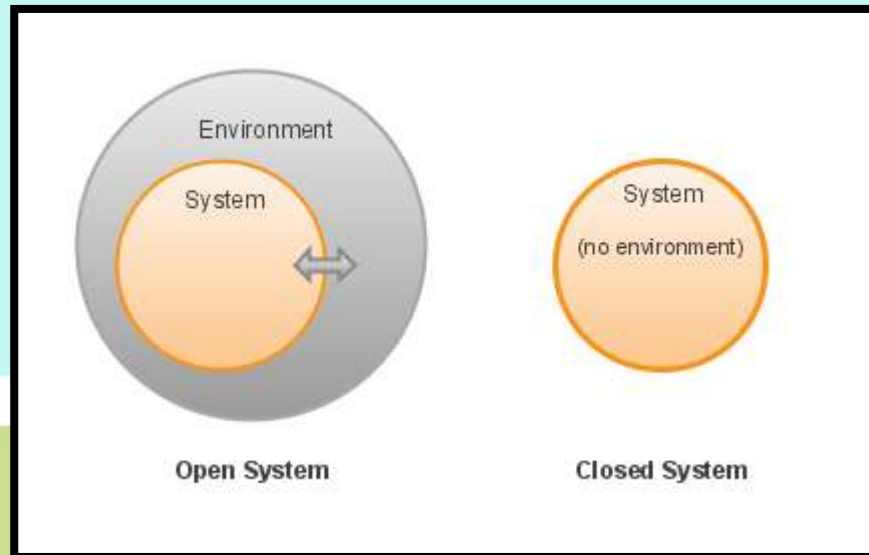 Environment
System
System
(no environment)
Open System
Closed System